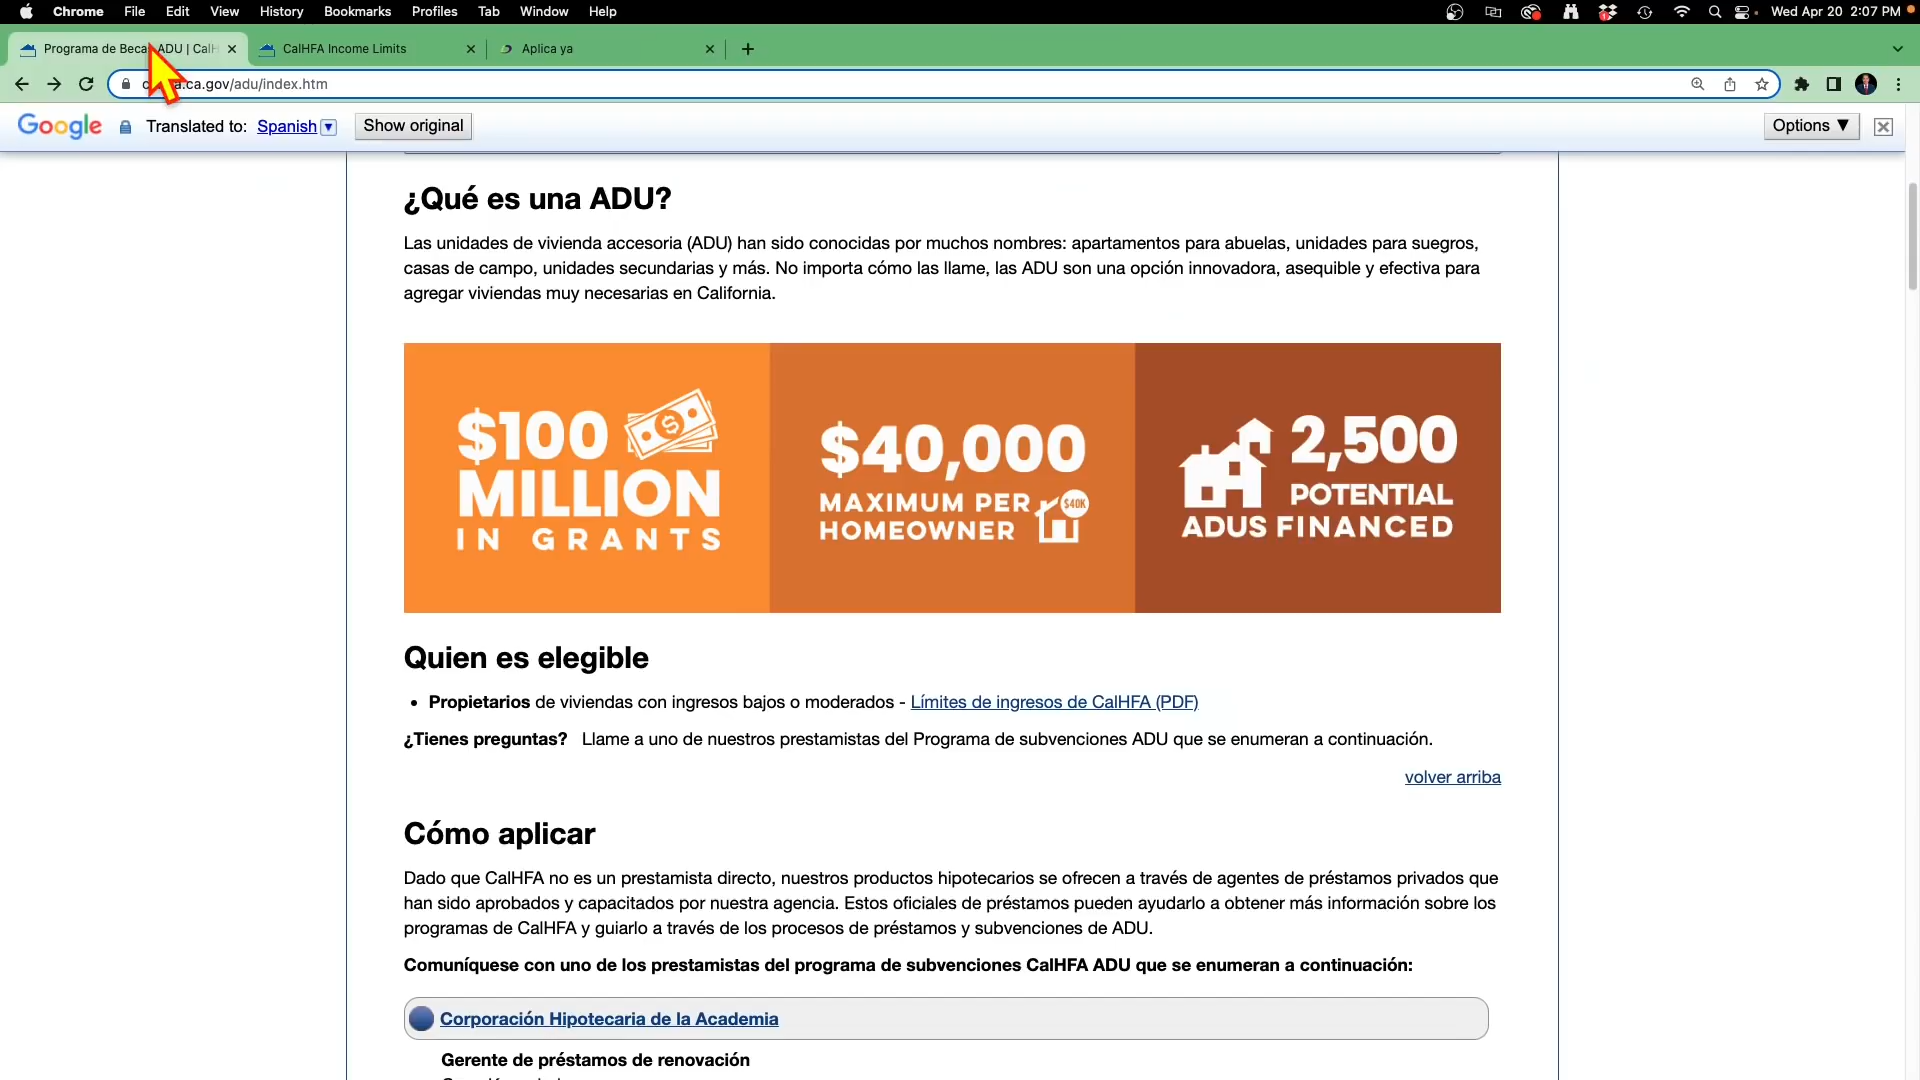 Chrome File Edit View History Bookmarks Profiles Tab Window Help Wed Apr 20 2:07 PM
Programa de Beca ADU | CalH CalHFA Income Limits Aplica ya
.ca.gov/adu/index.htm
Google Translated to: Spanish Show original Options ▼
¿Qué es una ADU?
Las unidades de vivienda accesoria (ADU) han sido conocidas por muchos nombres: apartamentos para abuelas, unidades para suegros,
casas de campo, unidades secundarias y más. No importa cómo las llame, las ADU son una opción innovadora, asequible y efectiva para
agregar viviendas muy necesarias en California.
$100
MILLION
IN GRANTS
$40,000
MAXIMUM PER
HOMEOWNER
$40K
2,500
POTENTIAL
ADUS FINANCED
Quien es elegible
• Propietarios de viviendas con ingresos bajos o moderados - Límites de ingresos de CalHFA (PDF)
¿Tienes preguntas? Llame a uno de nuestros prestamistas del Programa de subvenciones ADU que se enumeran a continuación.
volver arriba
Cómo aplicar
Dado que CalHFA no es un prestamista directo, nuestros productos hipotecarios se ofrecen a través de agentes de préstamos privados que
han sido aprobados y capacitados por nuestra agencia. Estos oficiales de préstamos pueden ayudarlo a obtener más información sobre los
programas de CalHFA y guiarlo a través de los procesos de préstamos y subvenciones de ADU.
Comuníquese con uno de los prestamistas del programa de subvenciones CalHFA ADU que se enumeran a continuación:
Corporación Hipotecaria de la Academia
Gerente de préstamos de renovación